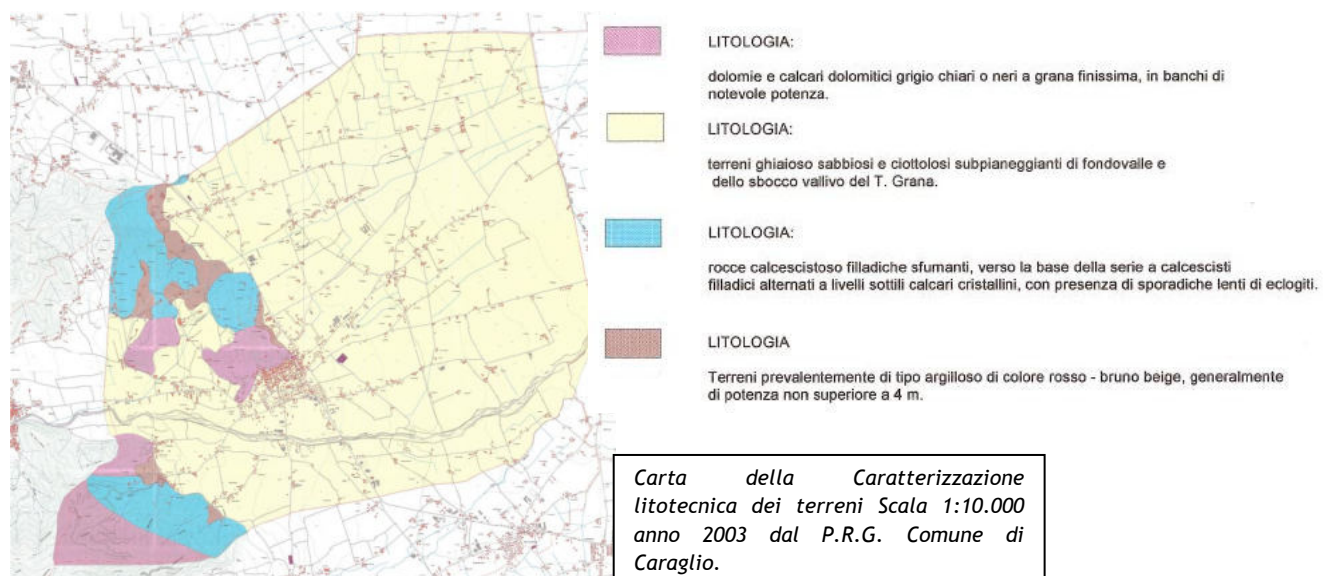 LITOLOGIA:
dolomie e calcari dolomitici grigio chiari o neri a grana finissima, in banchi di
notevole potenza.
LITOLOGIA:
terreni ghiaioso sabbiosi e ciottolosi subpianeggianti di fondovalle e
dello sbocco vallivo del T. Grana.
LITOLOGIA:
rocce calcescistoso filladiche sfumanti, verso la base della serie a calcescisti
filladici alternati a livelli sottili calcari cristallini, con presenza di sporadiche lenti di eclogiti.
LITOLOGIA
Terreni prevalentemente di tipo argilloso di colore rosso - bruno beige, generalmente
di potenza non superiore a 4 m.
Carta della Caratterizzazione
litotecnica dei terreni Scala 1:10.000
anno 2003 dal P.R.G. Comune di
Caraglio.